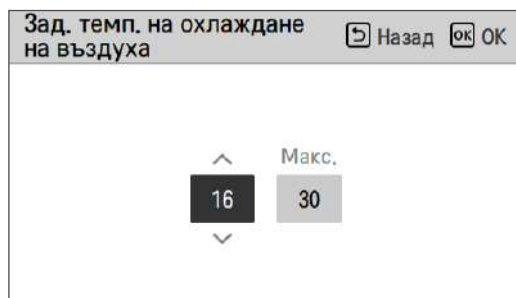 Зад. темп. на охлаждане
на въздуха
Назад OK OK
Макс.
16 30